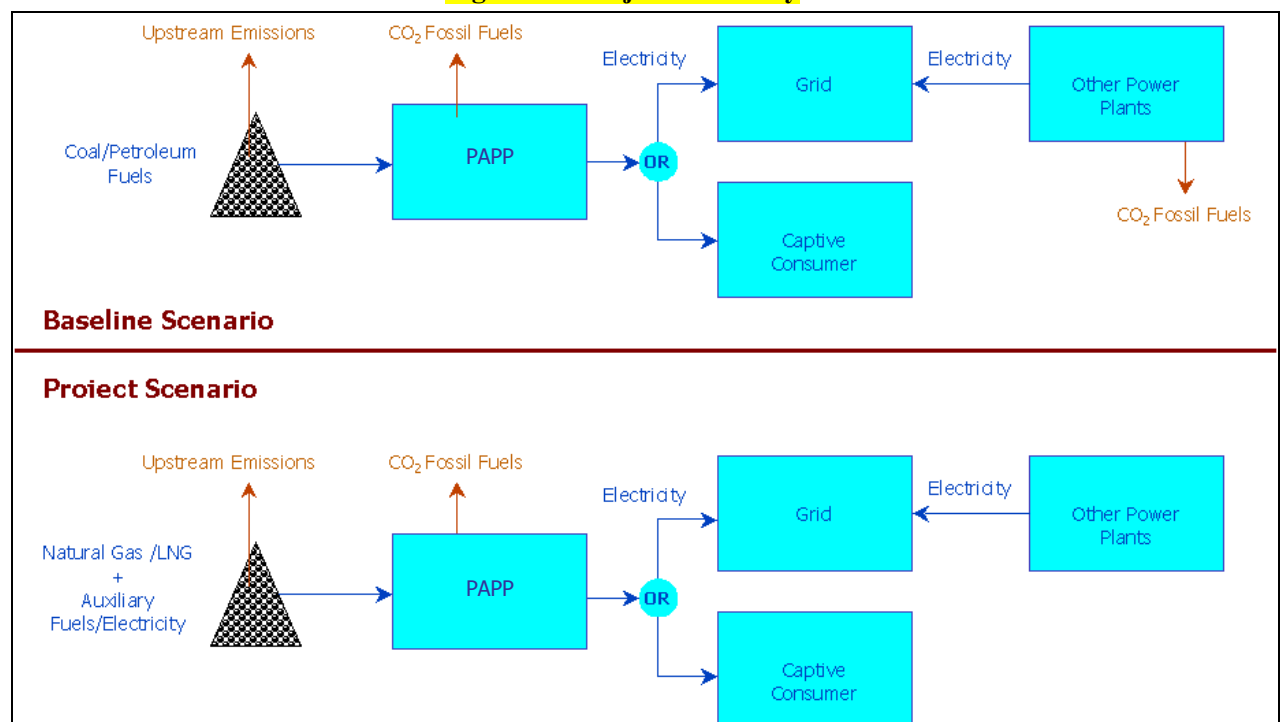 Upstream Emissions
CO₂ Fossil Fuels
Electricity
Electricity
Grid
Other Power
Plants
Coal/Petroleum
Fuels
PAPP
OR
Captive
Consumer
CO₂ Fossil Fuels
Baseline Scenario
Project Scenario
Upstream Emissions
CO₂ Fossil Fuels
Electricity
Electricity
Grid
Other Power
Plants
Natural Gas /LNG
+
Auxiliary
Fuels/Electricity
PAPP
OR
Captive
Consumer